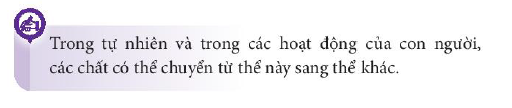 Trong tự nhiên và trong các hoạt động của con người,
các chất có thể chuyển từ thể này sang thể khác.